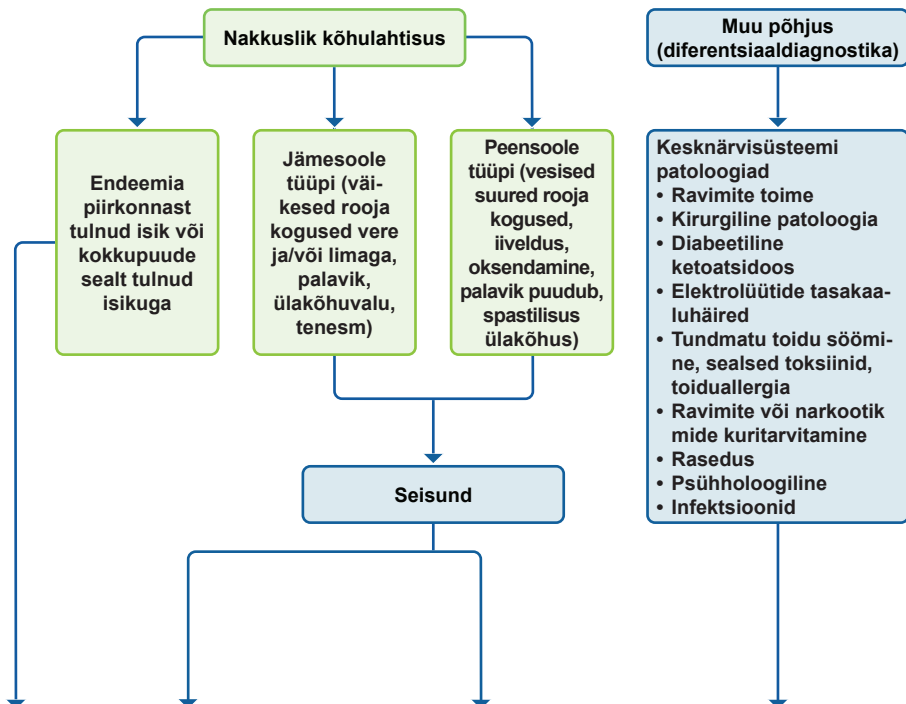 Nakkuslik kõhulahtisus
Muu põhjus
(diferentsiaaldiagnostika)
Endeemia
piirkonnast
tulnud isik või
kokkupuude
sealt tulnud
isikuga
Jämesoole
tüüpi (väi-
kesed rooja
kogused vere
ja/või limaga,
palavik,
ülakõhuvalu,
tenesm)
Peensoole
tüüpi (vesised
suured rooja
kogused,
iiveldus,
oksendamine,
palavik puudub,
spastilisus
ülakõhus)
Kesknärvisüsteemi
patoloogiad
• Ravimite toime
• Kirurgiline patoloogia
• Diabeetiline
ketoatsidoos
• Elektrolüütide tasakaa-
luhäired
• Tundmatu toidu söömi-
ne, sealsed toksiinid,
toiduallergia
• Ravimite või narkootik
mide kuritarvitamine
• Rasedus
• Psühholoogiline
• Infektsioonid
Seisund